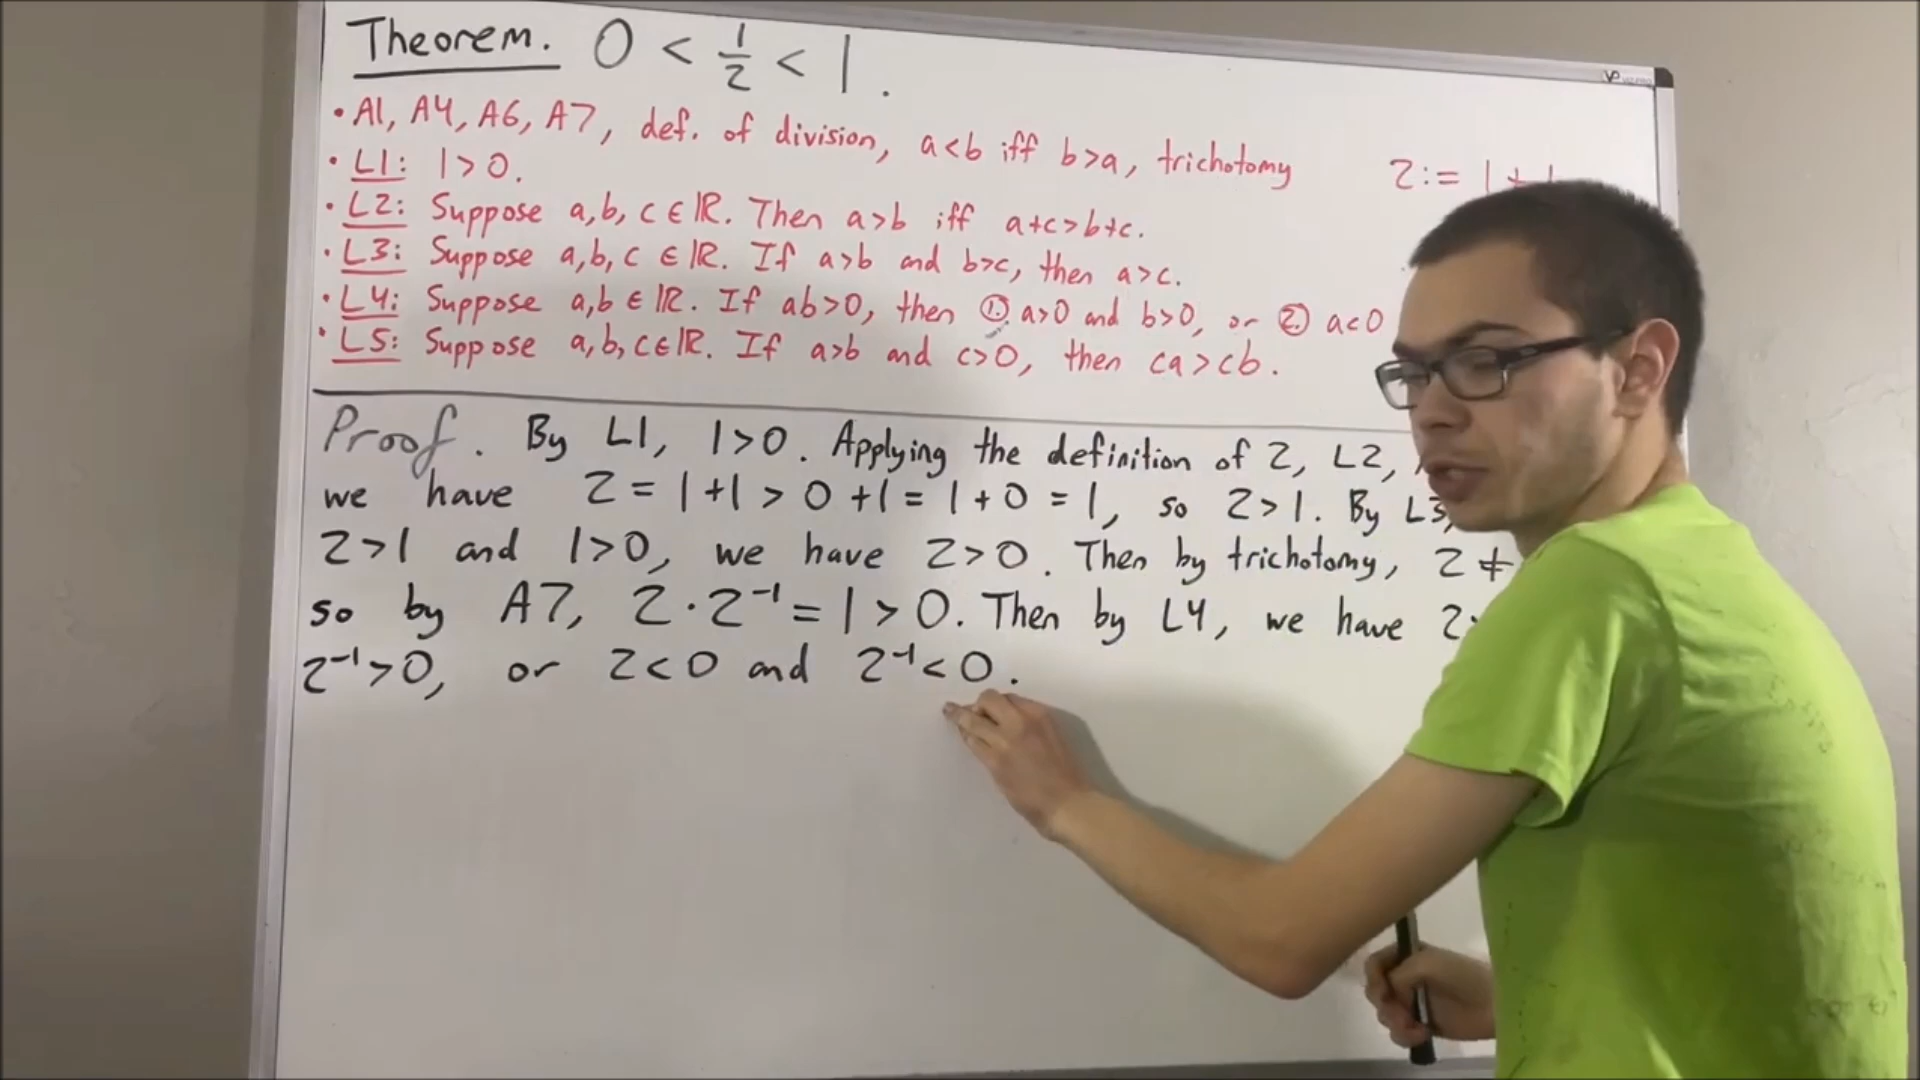 Theorem. 0 < 1/2 < 1.
• A1, A4, A6, A7, def. of division, a<b iff b>a, trichotomy
2:= 1+1
• L1: 1>0.
• L2: Suppose a,b,c∈ℝ. Then a>b iff a+c>b+c.
• L3: Suppose a,b,c ∈ℝ. If a>b and b>c, then a>c.
• L4: Suppose a,b∈ℝ. If ab>0, then ① a>0 and b>0, or ② a<0
• L5: Suppose a,b,c∈ℝ. If a>b and c>0, then ca>cb.
Proof. By L1, 1>0. Applying the definition of 2, L2,
we have 2=1+1>0+1=1+0=1, so 2>1. By L3,
2>1 and 1>0, we have 2>0. Then by trichotomy, 2≠
so by A7, 2·2⁻¹=1>0. Then by L4, we have 2
2⁻¹>0, or 2<0 and 2⁻¹<0.